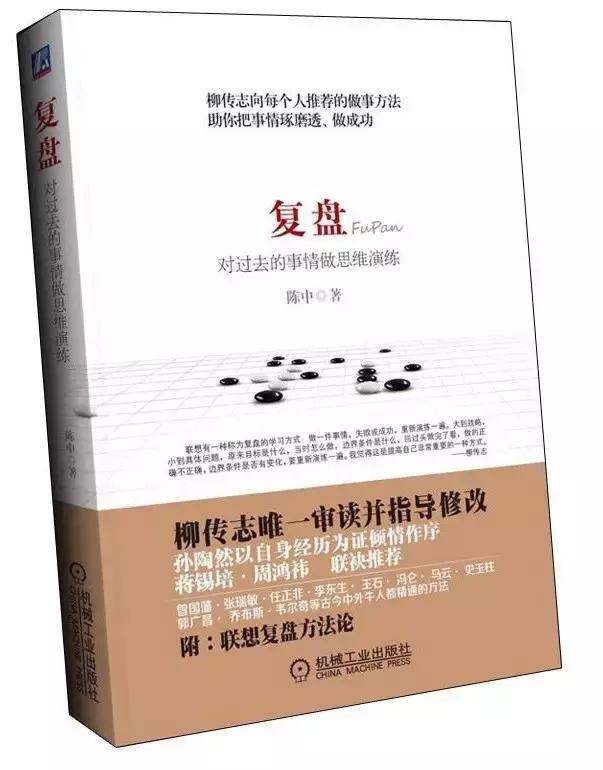 复盘
对过去的事情做思维演练
陈中 著
机械工业出版社
CHINA MACHINE PRESS
柳传志向每个人推荐的做事方法
助你把事情琢磨透、做成功
复盘
FuPan
对过去的事情做思维演练
陈中◎著
联想有一种称为复盘的学习方式：做一件事情，失败或成功，重新演练一遍。大到战略，
小到具体问题，原来目标是什么，当时怎么做，边界条件是什么，回过头做完了看，做的正
确不正确，边界条件是否有变化，要重新演练一遍。我觉得这是提高自己非常重要的一种方式。
——柳传志
柳传志唯一审读并指导修改
孙陶然以自身经历为证倾情作序
蒋锡培·周鸿祎 联袂推荐
曾国藩·张瑞敏·任正非·李东生·王石·冯仑·马云·史玉柱
郭广昌·乔布斯·韦尔奇等古今中外牛人都精通的方法
附：联想复盘方法论
机械工业出版社
CHINA MACHINE PRESS